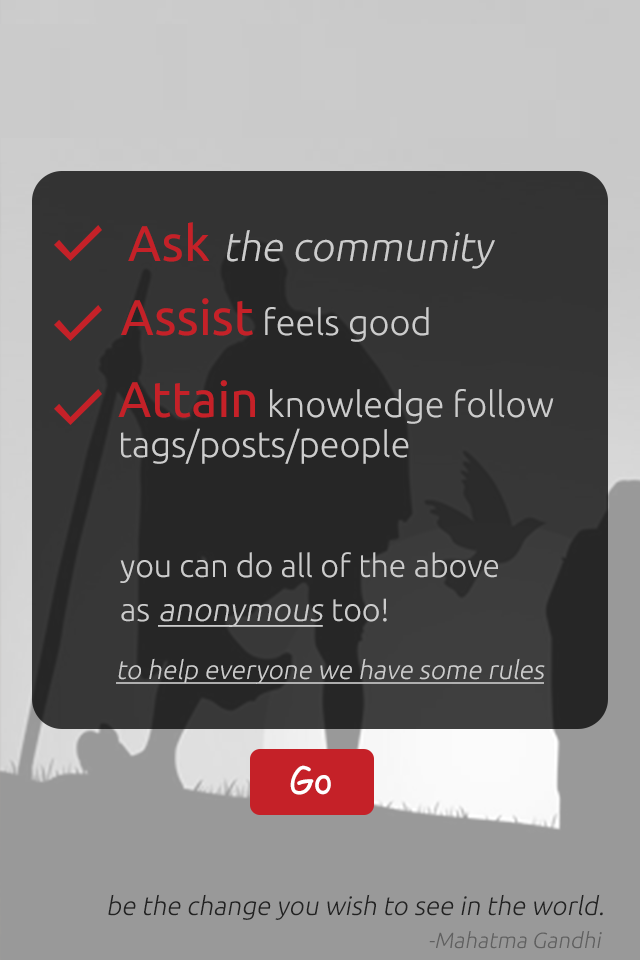 Ask the community
Assist feels good
Attain knowledge follow
tags/posts/people
you can do all of the above
as anonymous too!
to help everyone we have some rules
Go
be the change you wish to see in the world.
-Mahatma Gandhi